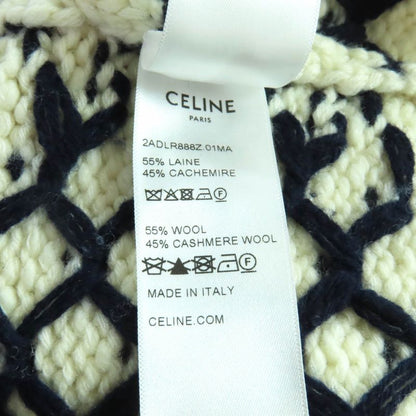 CELINE
PARIS
2ADLR888Z.01MA
55% LAINE
45% CACHEMIRE
F
55% WOOL
45% CASHMERE WOOL
F
MADE IN ITALY
CELINE.COM